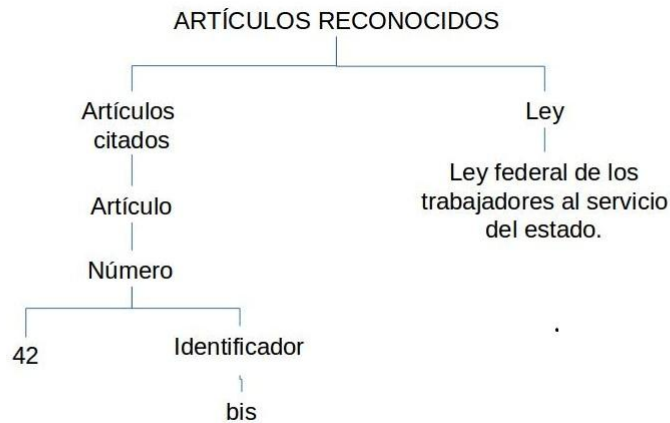 ARTÍCULOS RECONOCIDOS
Artículos
citados
Ley
Artículo
Ley federal de los
trabajadores al servicio
del estado.
Número
42
Identificador
bis
.